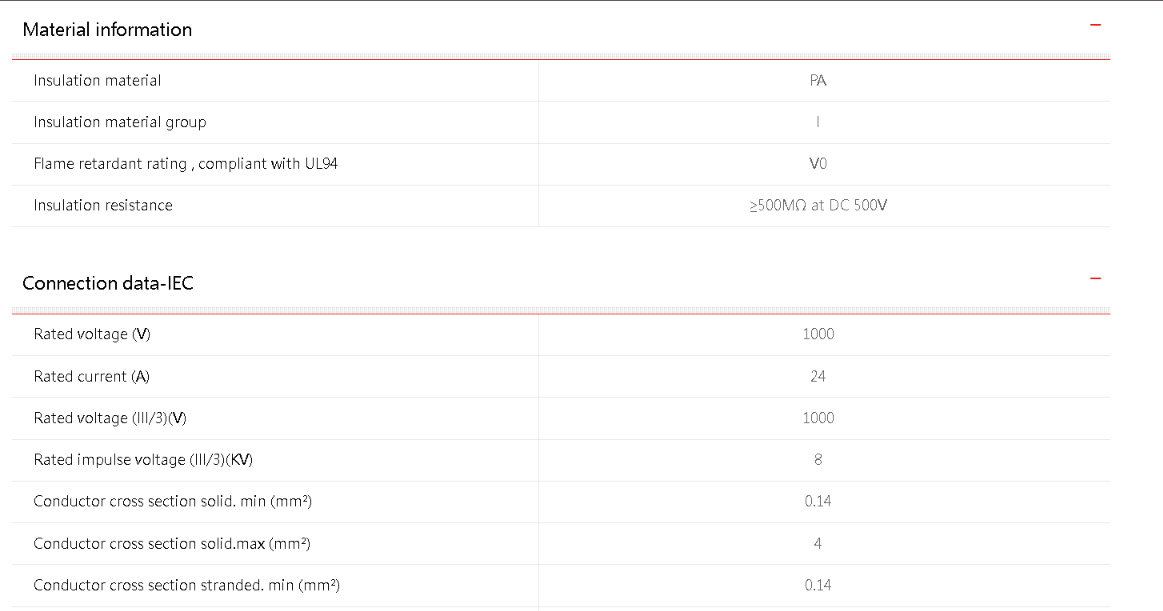 Material information
Insulation material PA
Insulation material group I
Flame retardant rating , compliant with UL94 V0
Insulation resistance ≥500MΩ at DC 500V
Connection data-IEC
Rated voltage (V) 1000
Rated current (A) 24
Rated voltage (III/3)(V) 1000
Rated impulse voltage (III/3)(KV) 8
Conductor cross section solid. min (mm²) 0.14
Conductor cross section solid.max (mm²) 4
Conductor cross section stranded. min (mm²) 0.14